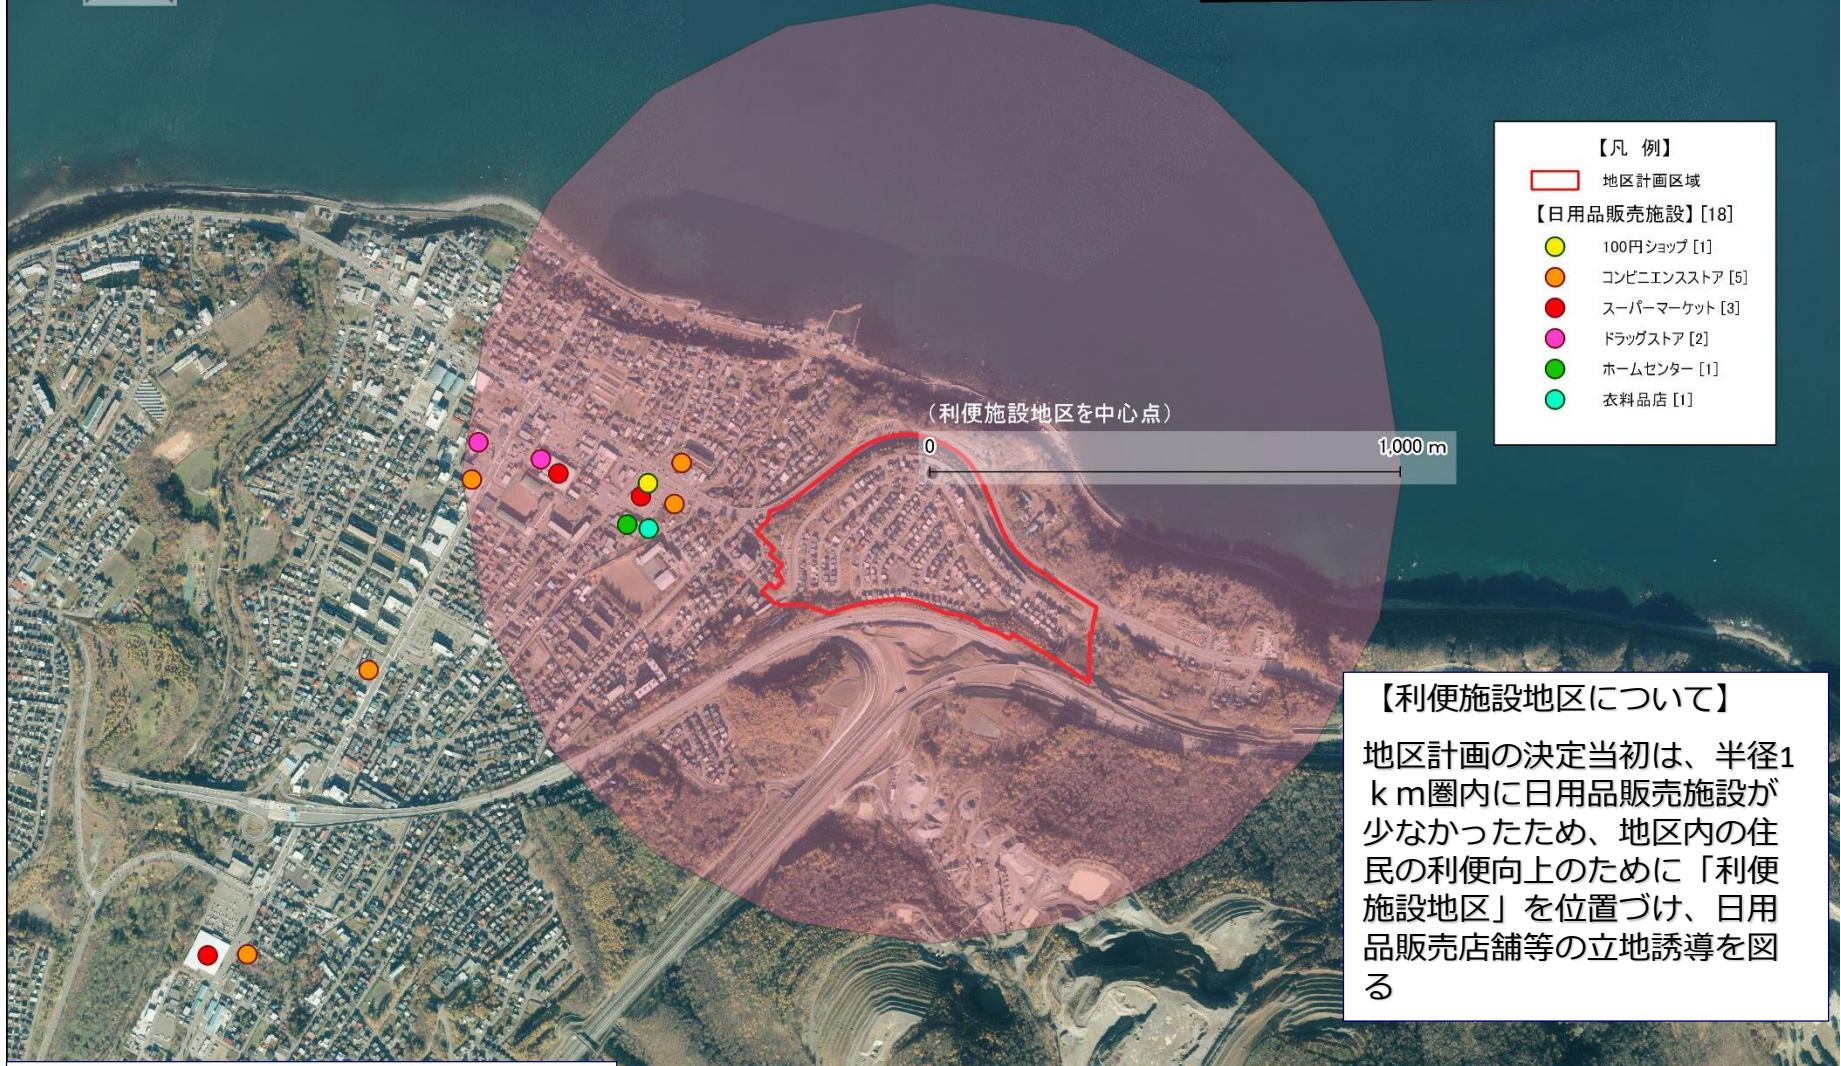 【凡 例】
地区計画区域
【日用品販売施設】[18]
100円ショップ [1]
コンビニエンスストア [5]
スーパーマーケット [3]
ドラッグストア [2]
ホームセンター [1]
衣料品店 [1]
（利便施設地区を中心点）
0 1,000 m
【利便施設地区について】
地区計画の決定当初は、半径1
ｋｍ圏内に日用品販売施設が
少なかったため、地区内の住
民の利便向上のために「利便
施設地区」を位置づけ、日用
品販売店舗等の立地誘導を図
る